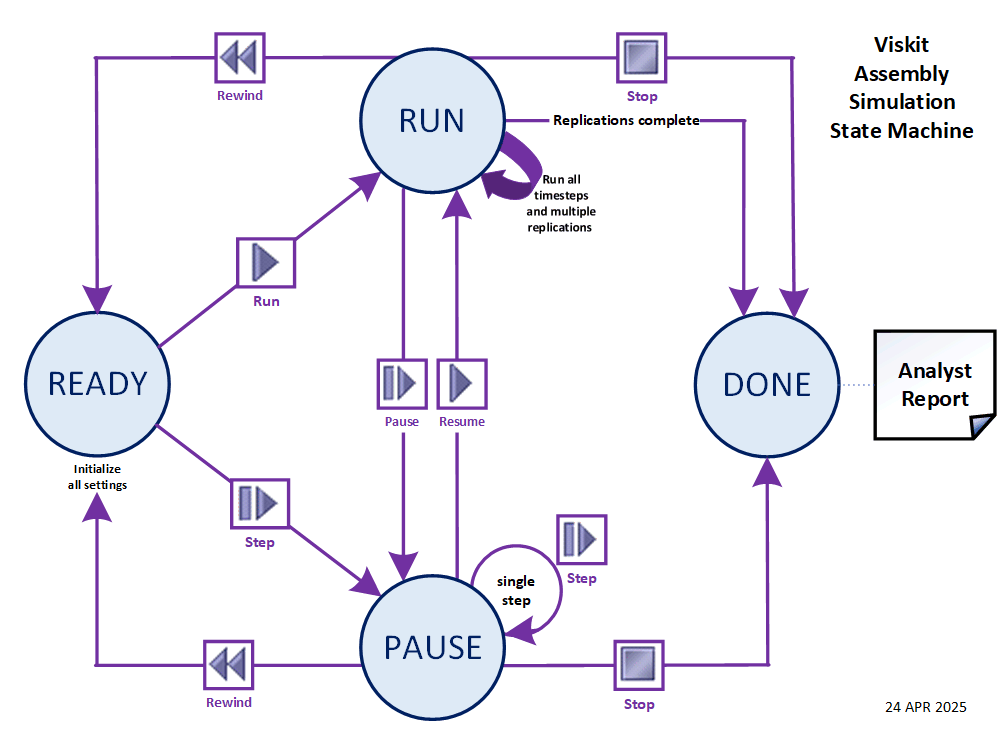 Viskit
Assembly
Simulation
State Machine
Rewind
RUN
Stop
Replications complete
Run all
timesteps
and multiple
replications
Run
READY
Initialize
all settings
Pause
Resume
DONE
Analyst
Report
Step
single
step
Step
PAUSE
Rewind
Stop
24 APR 2025